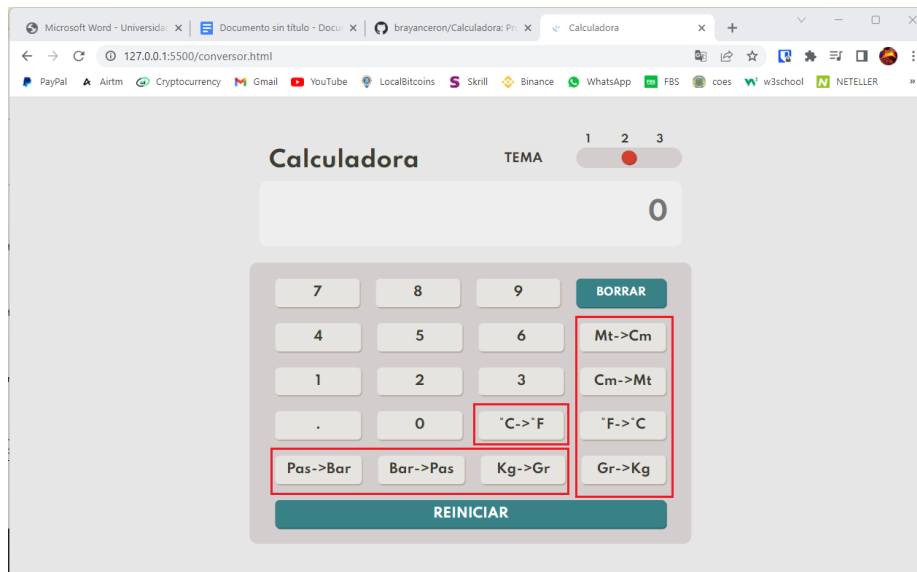 Microsoft Word - Universida
Documento sin título - Docu
brayanceron/Calculadora: Pr
Calculadora
127.0.0.1:5500/conversor.html
PayPal Airtm Cryptocurrency Gmail YouTube LocalBitcoins Skrill Binance WhatsApp FBS coes w3school NETELLER »
1 2 3
Calculadora TEMA
0
7 8 9 BORRAR
4 5 6 Mt->Cm
1 2 3 Cm->Mt
. 0 °C->°F °F->°C
Pas->Bar Bar->Pas Kg->Gr Gr->Kg
REINICIAR